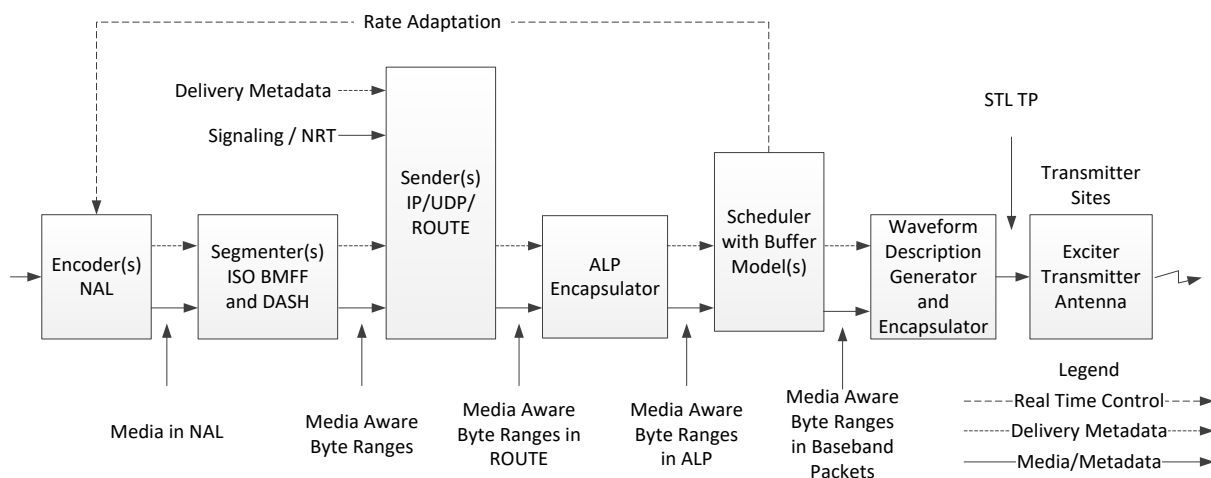 Rate Adaptation
Delivery Metadata
Signaling / NRT
STL TP
Transmitter
Sites
Encoder(s)
NAL
Segmenter(s)
ISO BMFF
and DASH
Sender(s)
IP/UDP/
ROUTE
ALP
Encapsulator
Scheduler
with Buffer
Model(s)
Waveform
Description
Generator
and
Encapsulator
Exciter
Transmitter
Antenna
Media in NAL
Media Aware
Byte Ranges
Media Aware
Byte Ranges in
ROUTE
Media Aware
Byte Ranges
in ALP
Media Aware
Byte Ranges
in Baseband
Packets
Legend
Real Time Control
Delivery Metadata
Media/Metadata